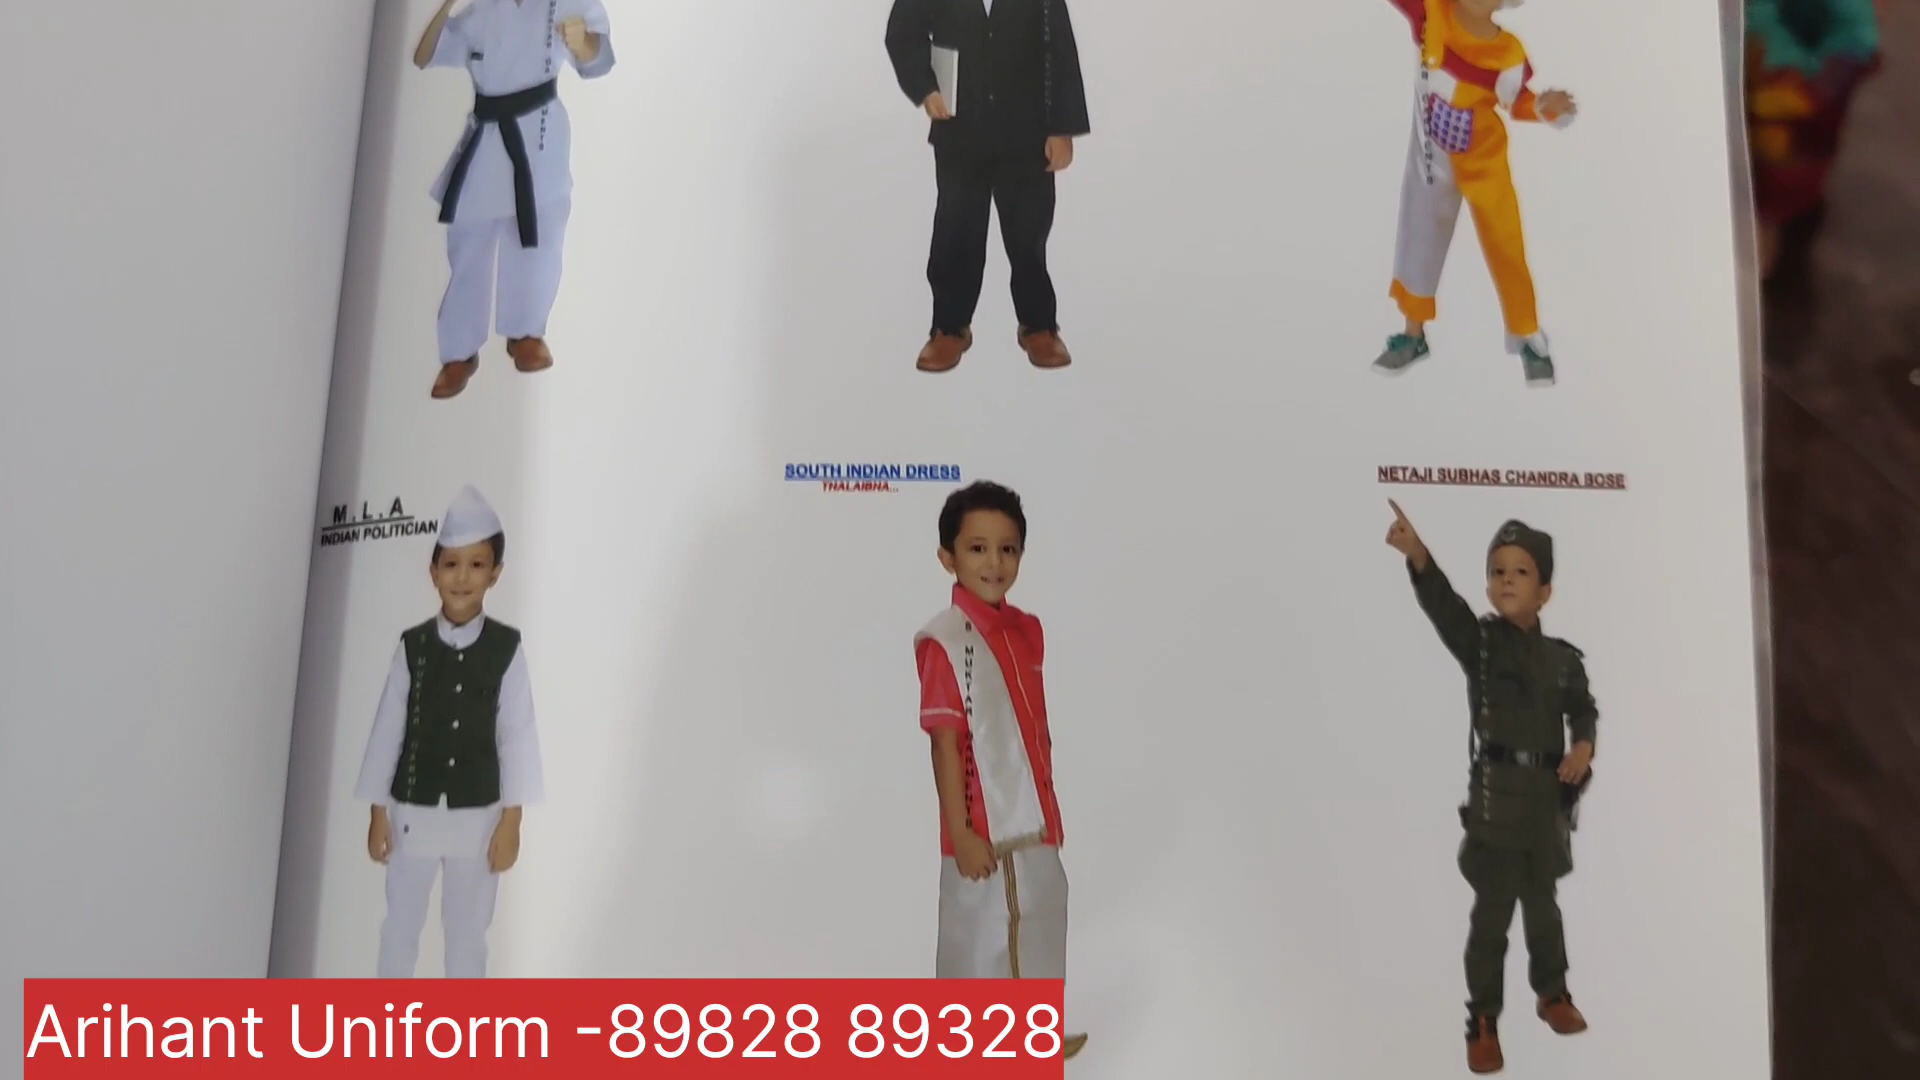 M.L.A
INDIAN POLITICIAN
SOUTH INDIAN DRESS
THALAIBHA...
NETAJI SUBHAS CHANDRA BOSE
Arihant Uniform -89828 89328